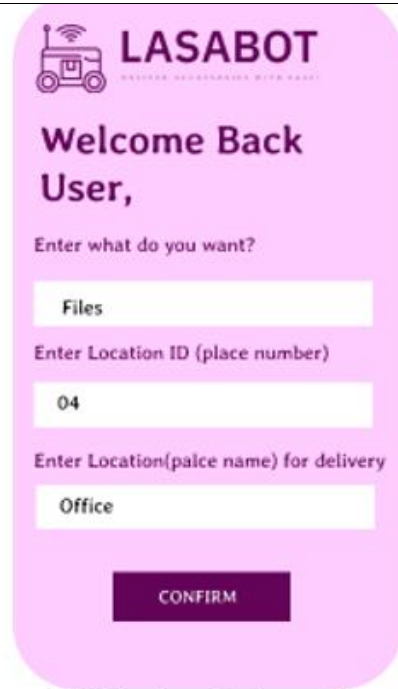 LASABOT
Welcome Back
User,
Enter what do you want?
Files
Enter Location ID (place number)
04
Enter Location(palce name) for delivery
Office
CONFIRM